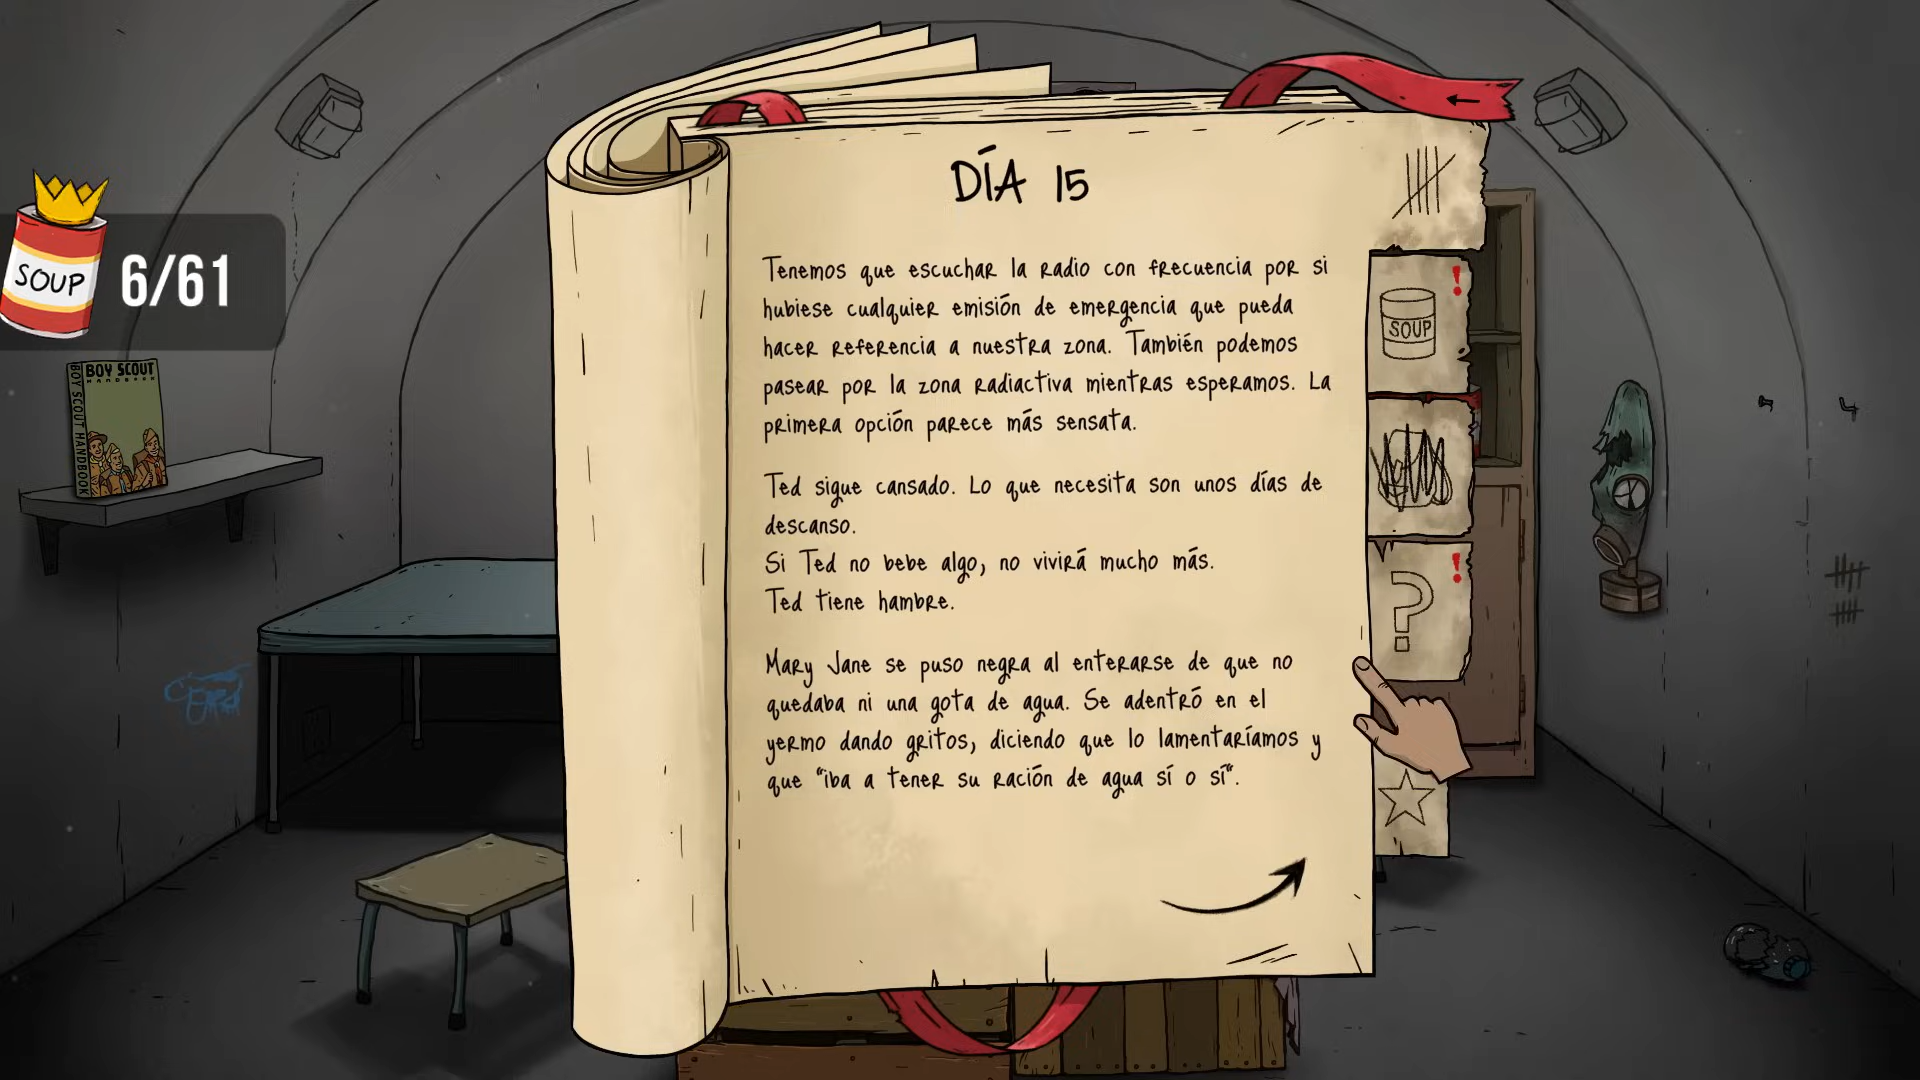 DÍA 15
Tenemos que escuchar la radio con frecuencia por si
hubiese cualquier emisión de emergencia que pueda
hacer referencia a nuestra zona. También podemos
pasear por la zona radiactiva mientras esperamos. La
primera opción parece más sensata.
Ted sigue cansado. Lo que necesita son unos días de
descanso.
Si Ted no bebe algo, no vivirá mucho más.
Ted tiene hambre.
Mary Jane se puso negra al enterarse de que no
quedaba ni una gota de agua. Se adentró en el
yermo dando gritos, diciendo que lo lamentaríamos y
que "iba a tener su ración de agua sí o sí".
SOUP
6/61
BOY SCOUT
HANDBOOK
BOY SCOUT HANDBOOK
!
SOUP
!
?